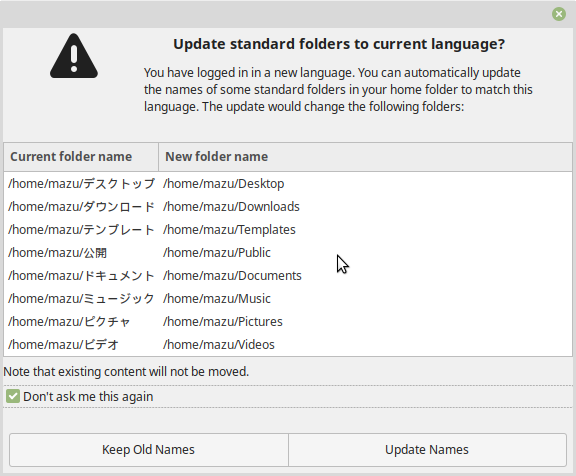 Update standard folders to current language?
You have logged in in a new language. You can automatically update
the names of some standard folders in your home folder to match this
language. The update would change the following folders:
Current folder name New folder name
/home/mazu/デスクトップ /home/mazu/Desktop
/home/mazu/ダウンロード /home/mazu/Downloads
/home/mazu/テンプレート /home/mazu/Templates
/home/mazu/公開 /home/mazu/Public
/home/mazu/ドキュメント /home/mazu/Documents
/home/mazu/ミュージック /home/mazu/Music
/home/mazu/ピクチャ /home/mazu/Pictures
/home/mazu/ビデオ /home/mazu/Videos
Note that existing content will not be moved.
Don't ask me this again
Keep Old Names Update Names